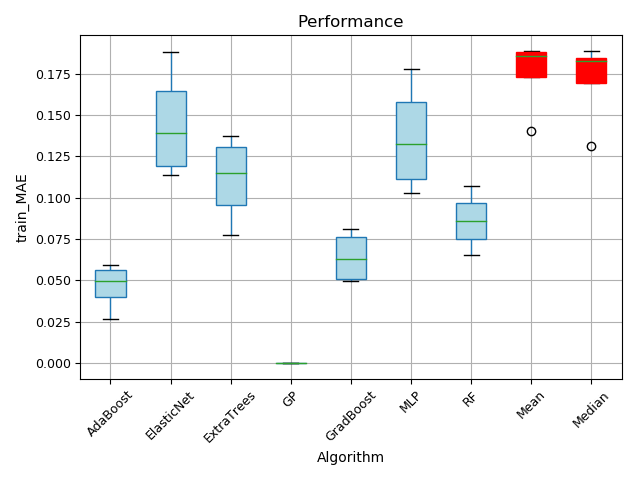 Performance
train_MAE
0.175
0.150
0.125
0.100
0.075
0.050
0.025
0.000
AdaBoost
ElasticNet
ExtraTrees
GP
GradBoost
MLP
RF
Mean
Median
Algorithm